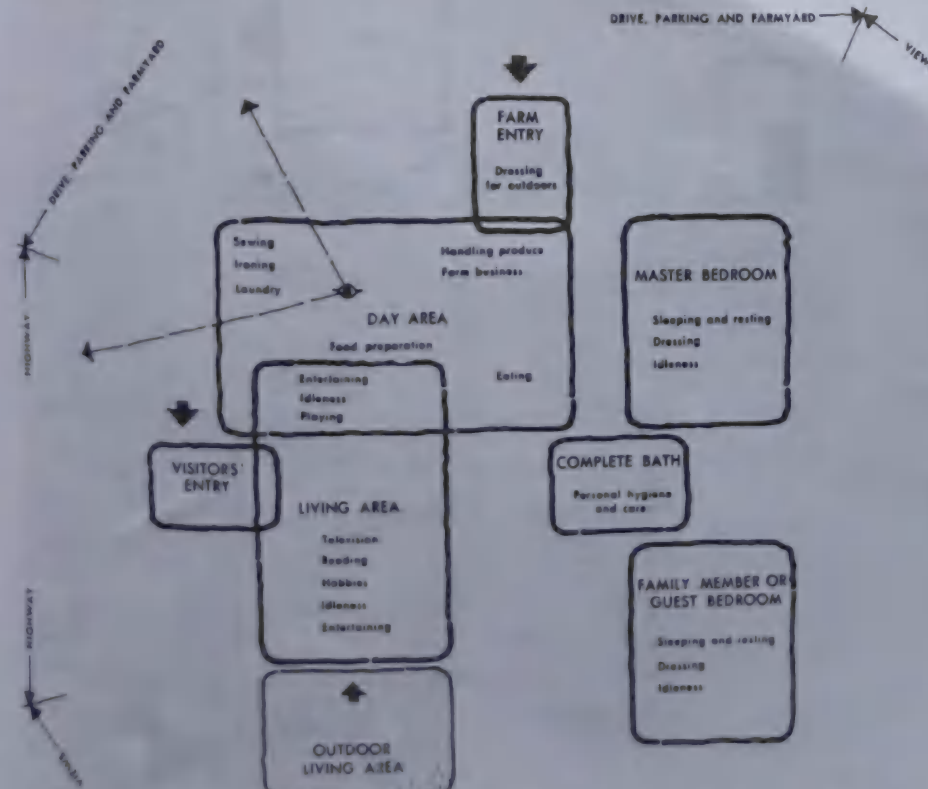 DRIVE, PARKING AND FARMYARD
VIEW
DRIVE, PARKING AND FARMYARD
HIGHWAY
FARM
ENTRY
Dressing
for outdoors
Sewing
Ironing
Laundry
Handling produce
Farm business
DAY AREA
Food preparation
Entertaining
Idleness
Playing
Eating
MASTER BEDROOM
Sleeping and resting
Dressing
Idleness
VISITORS'
ENTRY
COMPLETE BATH
Personal hygiene
and care
LIVING AREA
Television
Reading
Hobbies
Idleness
Entertaining
FAMILY MEMBER OR
GUEST BEDROOM
Sleeping and resting
Dressing
Idleness
HIGHWAY
OUTDOOR
LIVING AREA